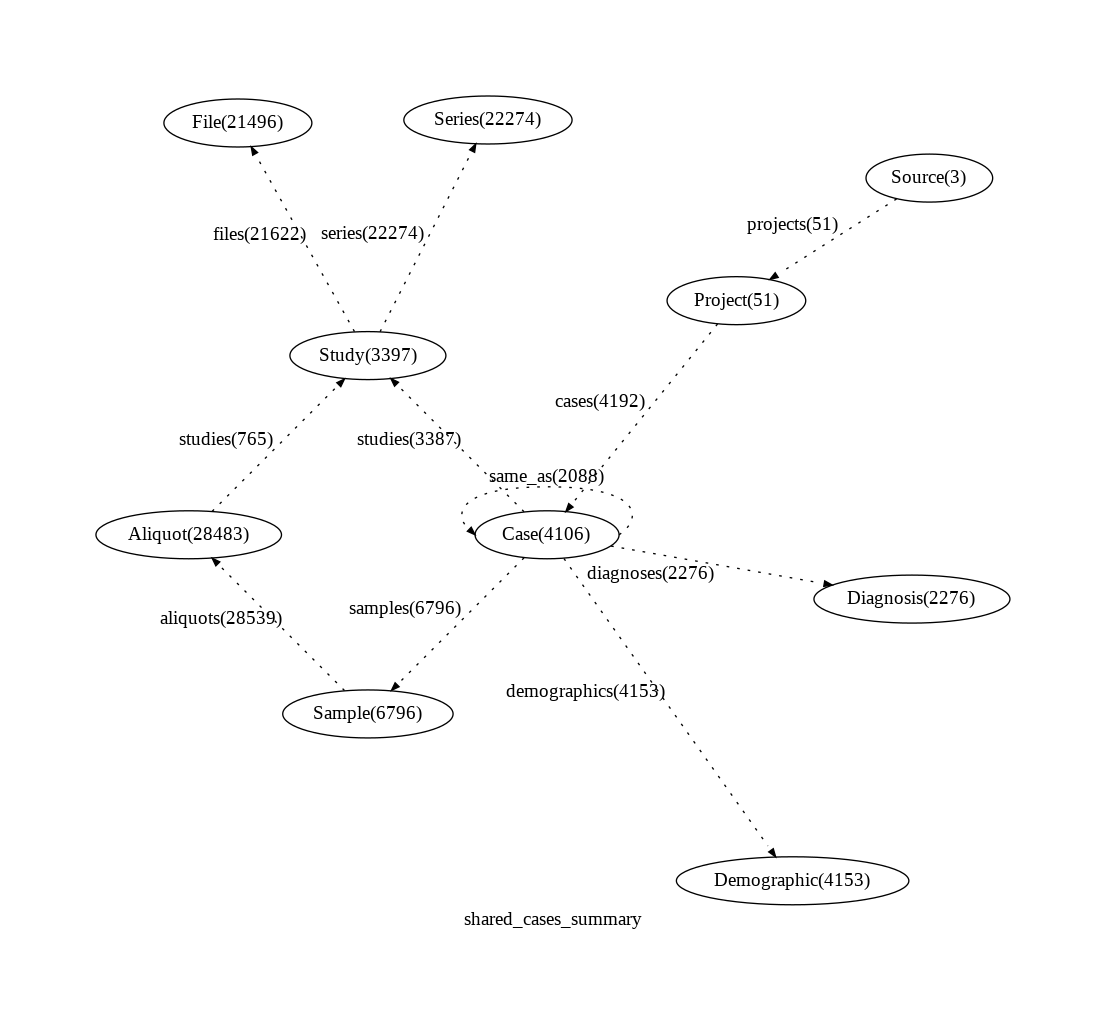 File(21496)
Series(22274)
Source(3)
projects(51)
files(21622)
series(22274)
Project(51)
Study(3397)
cases(4192)
studies(765)
studies(3387)
same_as(2088)
Aliquot(28483)
Case(4106)
diagnoses(2276)
Diagnosis(2276)
samples(6796)
aliquots(28539)
demographics(4153)
Sample(6796)
Demographic(4153)
shared_cases_summary